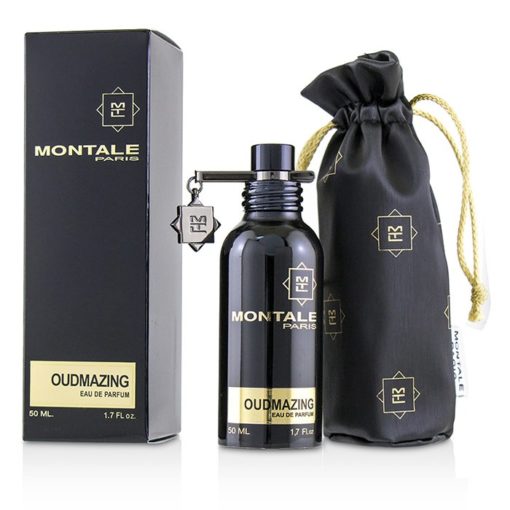 MONTALE
PARIS
OUDMAZING
EAU DE PARFUM
50 ML. 1.7 FL oz.
MONTALE
PARIS
OUDMAZING
EAU DE PARFUM
50 ML 1,7 Fl oz
MONTALE